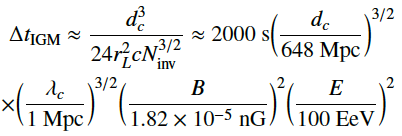 Δt_IGM ≈ d_c^3 / (24 r_L^2 c N_inv^{3/2}) ≈ 2000 s (d_c / 648 Mpc)^{3/2}
× (λ_c / 1 Mpc)^{3/2} (B / 1.82 × 10^{−5} nG)^2 (E / 100 EeV)^2